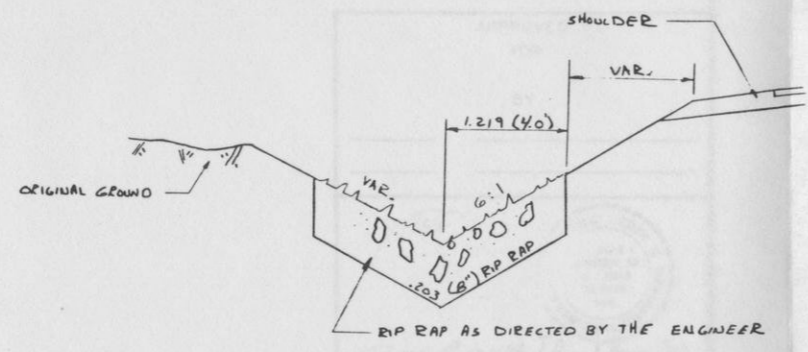 SHOULDER
VAR.
1.219 (4.0')
ORIGINAL GROUND
VAR.
6:1
.203 (8") RIP RAP
RIP RAP AS DIRECTED BY THE ENGINEER